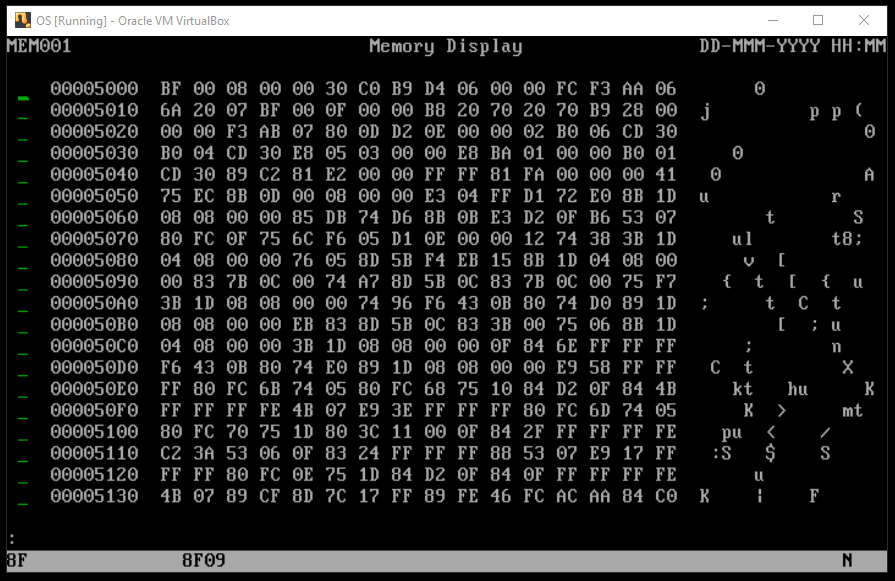 OS [Running] - Oracle VM VirtualBox
MEM001 Memory Display DD-MMM-YYYY HH:MM
_ 00005000 BF 00 08 00 00 30 C0 B9 D4 06 00 00 FC F3 AA 06 0
_ 00005010 6A 20 07 BF 00 0F 00 00 B8 20 70 20 70 B9 28 00 j p p (
_ 00005020 00 00 F3 AB 07 80 0D D2 0E 00 00 02 B0 06 CD 30 0
_ 00005030 B0 04 CD 30 E8 05 03 00 00 E8 BA 01 00 00 B0 01 0
_ 00005040 CD 30 89 C2 81 E2 00 00 FF FF 81 FA 00 00 00 41 0 A
_ 00005050 75 EC 8B 0D 00 08 00 00 E3 04 FF D1 72 E0 8B 1D u r
_ 00005060 08 08 00 00 85 DB 74 D6 8B 0B E3 D2 0F B6 53 07 t S
_ 00005070 80 FC 0F 75 6C F6 05 D1 0E 00 00 12 74 38 3B 1D ul t8;
_ 00005080 04 08 00 00 76 05 8D 5B F4 EB 15 8B 1D 04 08 00 v [
_ 00005090 00 83 7B 0C 00 74 A7 8D 5B 0C 83 7B 0C 00 75 F7 { t [ { u
_ 000050A0 3B 1D 08 08 00 00 74 96 F6 43 0B 80 74 D0 89 1D ; t C t
_ 000050B0 08 08 00 00 EB 83 8D 5B 0C 83 3B 00 75 06 8B 1D [ ; u
_ 000050C0 04 08 00 00 3B 1D 08 08 00 00 0F 84 6E FF FF FF ; n
_ 000050D0 F6 43 0B 80 74 E0 89 1D 08 08 00 00 E9 58 FF FF C t X
_ 000050E0 FF 80 FC 6B 74 05 80 FC 68 75 10 84 D2 0F 84 4B kt hu K
_ 000050F0 FF FF FF FE 4B 07 E9 3E FF FF FF 80 FC 6D 74 05 K > mt
_ 00005100 80 FC 70 75 1D 80 3C 11 00 0F 84 2F FF FF FF FE pu < /
_ 00005110 C2 3A 53 06 0F 83 24 FF FF FF 88 53 07 E9 17 FF :S $ S
_ 00005120 FF FF 80 FC 0E 75 1D 84 D2 0F 84 0F FF FF FF FE u
_ 00005130 4B 07 89 CF 8D 7C 17 FF 89 FE 46 FC AC AA 84 C0 K | F
:
8F 8F09 N